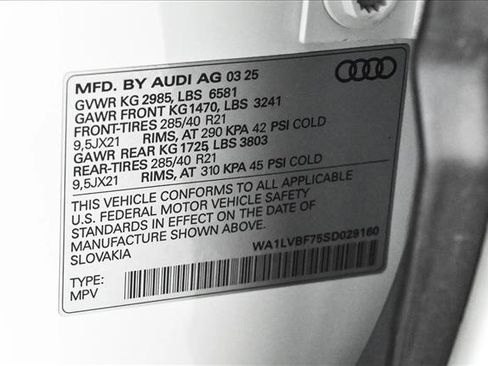 MFD. BY AUDI AG 03 25
GVWR KG 2985, LBS 6581
GAWR FRONT KG1470, LBS 3241
FRONT-TIRES 285/40 R21
9,5JX21 RIMS, AT 290 KPA 42 PSI COLD
GAWR REAR KG 1725, LBS 3803
REAR-TIRES 285/40 R21
9,5JX21 RIMS, AT 310 KPA 45 PSI COLD
THIS VEHICLE CONFORMS TO ALL APPLICABLE
U.S. FEDERAL MOTOR VEHICLE SAFETY
STANDARDS IN EFFECT ON THE DATE OF
MANUFACTURE SHOWN ABOVE.
SLOVAKIA
WA1LVBF75SD029160
TYPE:
MPV